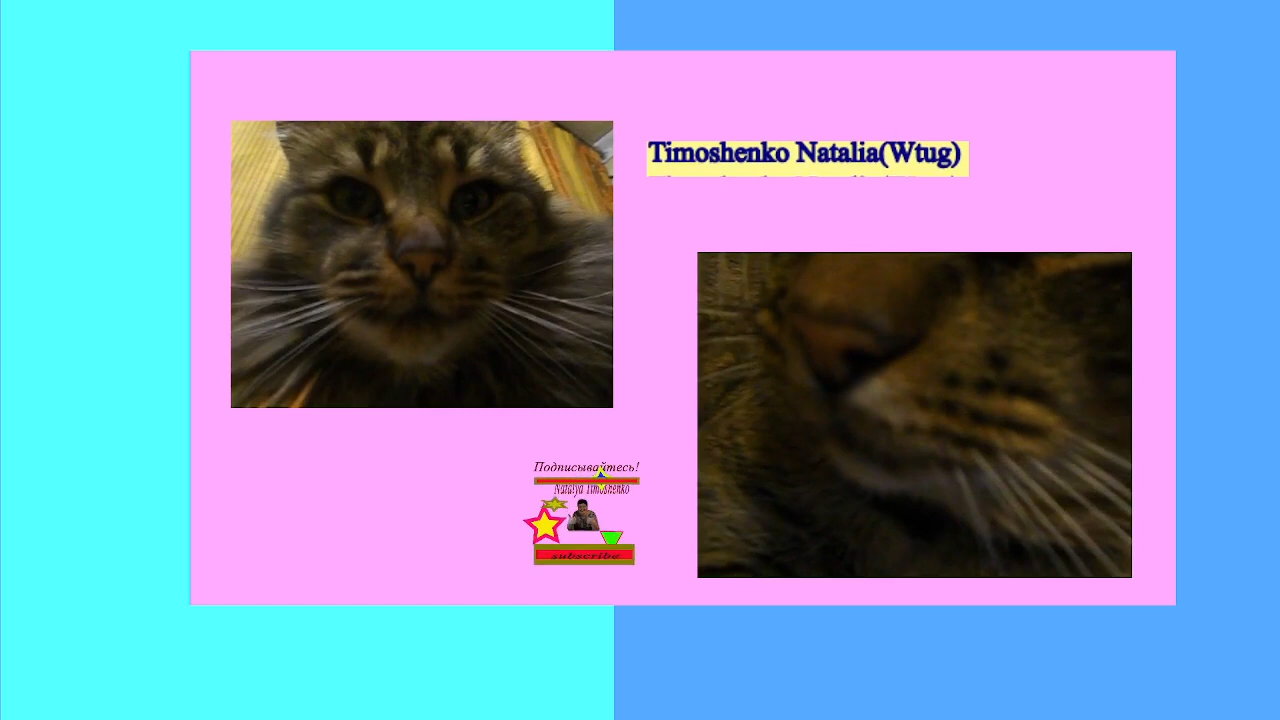 Timoshenko Natalia(Wtug)
Подписывайтесь!
Natalya Timoshenko
subscribe